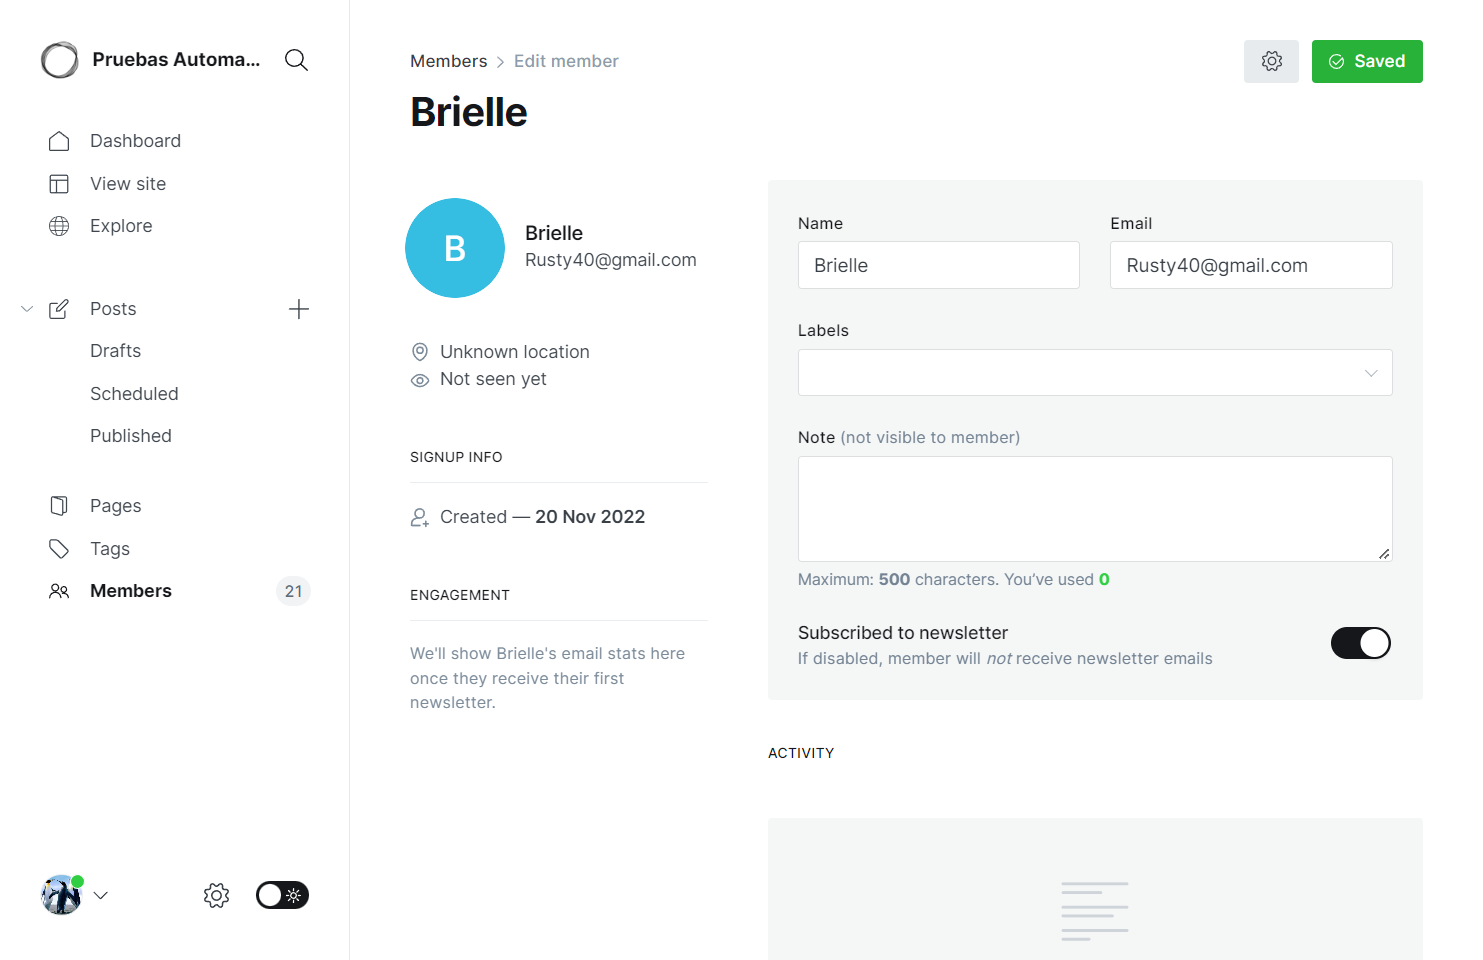 Pruebas Automa...
Dashboard
View site
Explore
Posts
Drafts
Scheduled
Published
Pages
Tags
Members
21
Members
Edit member
Saved
Brielle
B
Brielle
Rusty40@gmail.com
Unknown location
Not seen yet
SIGNUP INFO
Created — 20 Nov 2022
ENGAGEMENT
We'll show Brielle's email stats here
once they receive their first
newsletter.
Name
Email
Brielle
Rusty40@gmail.com
Labels
Note (not visible to member)
Maximum: 500 characters. You’ve used 0
Subscribed to newsletter
If disabled, member will not receive newsletter emails
ACTIVITY